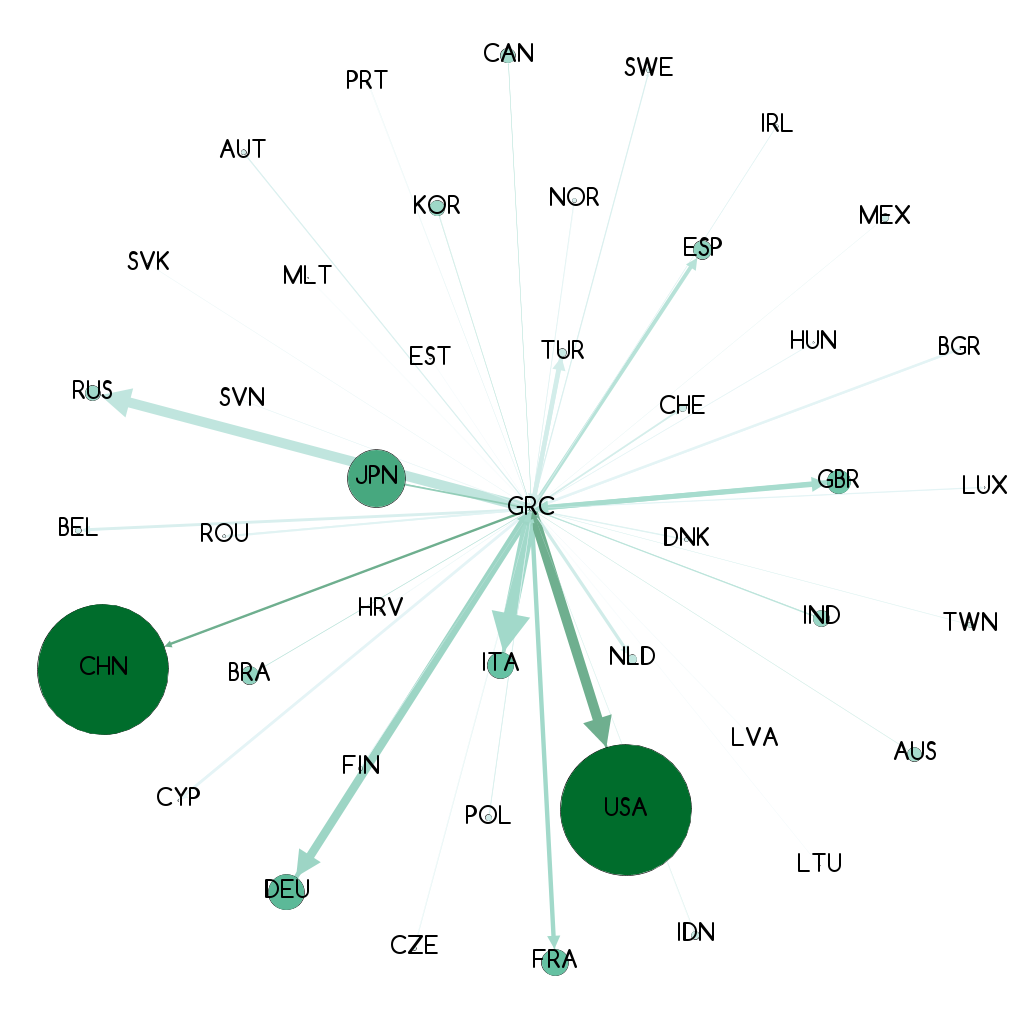 CAN
SWE
PRT
IRL
AUT
NOR
KOR
MEX
ESP
SVK
MLT
HUN
BGR
TUR
EST
RUS
SVN
CHE
JPN
GBR
LUX
GRC
BEL
ROU
DNK
HRV
IND
TWN
NLD
ITA
CHN
BRA
LVA
AUS
FIN
CYP
USA
POL
LTU
DEU
IDN
CZE
FRA